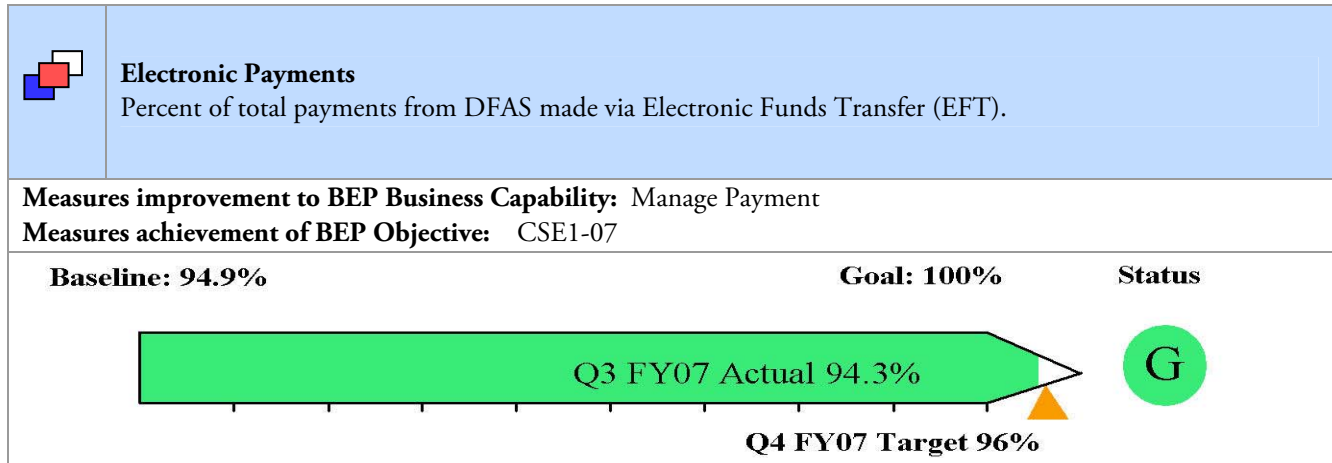 Electronic Payments
Percent of total payments from DFAS made via Electronic Funds Transfer (EFT).
Measures improvement to BEP Business Capability: Manage Payment
Measures achievement of BEP Objective: CSE1-07
Baseline: 94.9% Goal: 100% Status
Q3 FY07 Actual 94.3% G
Q4 FY07 Target 96%